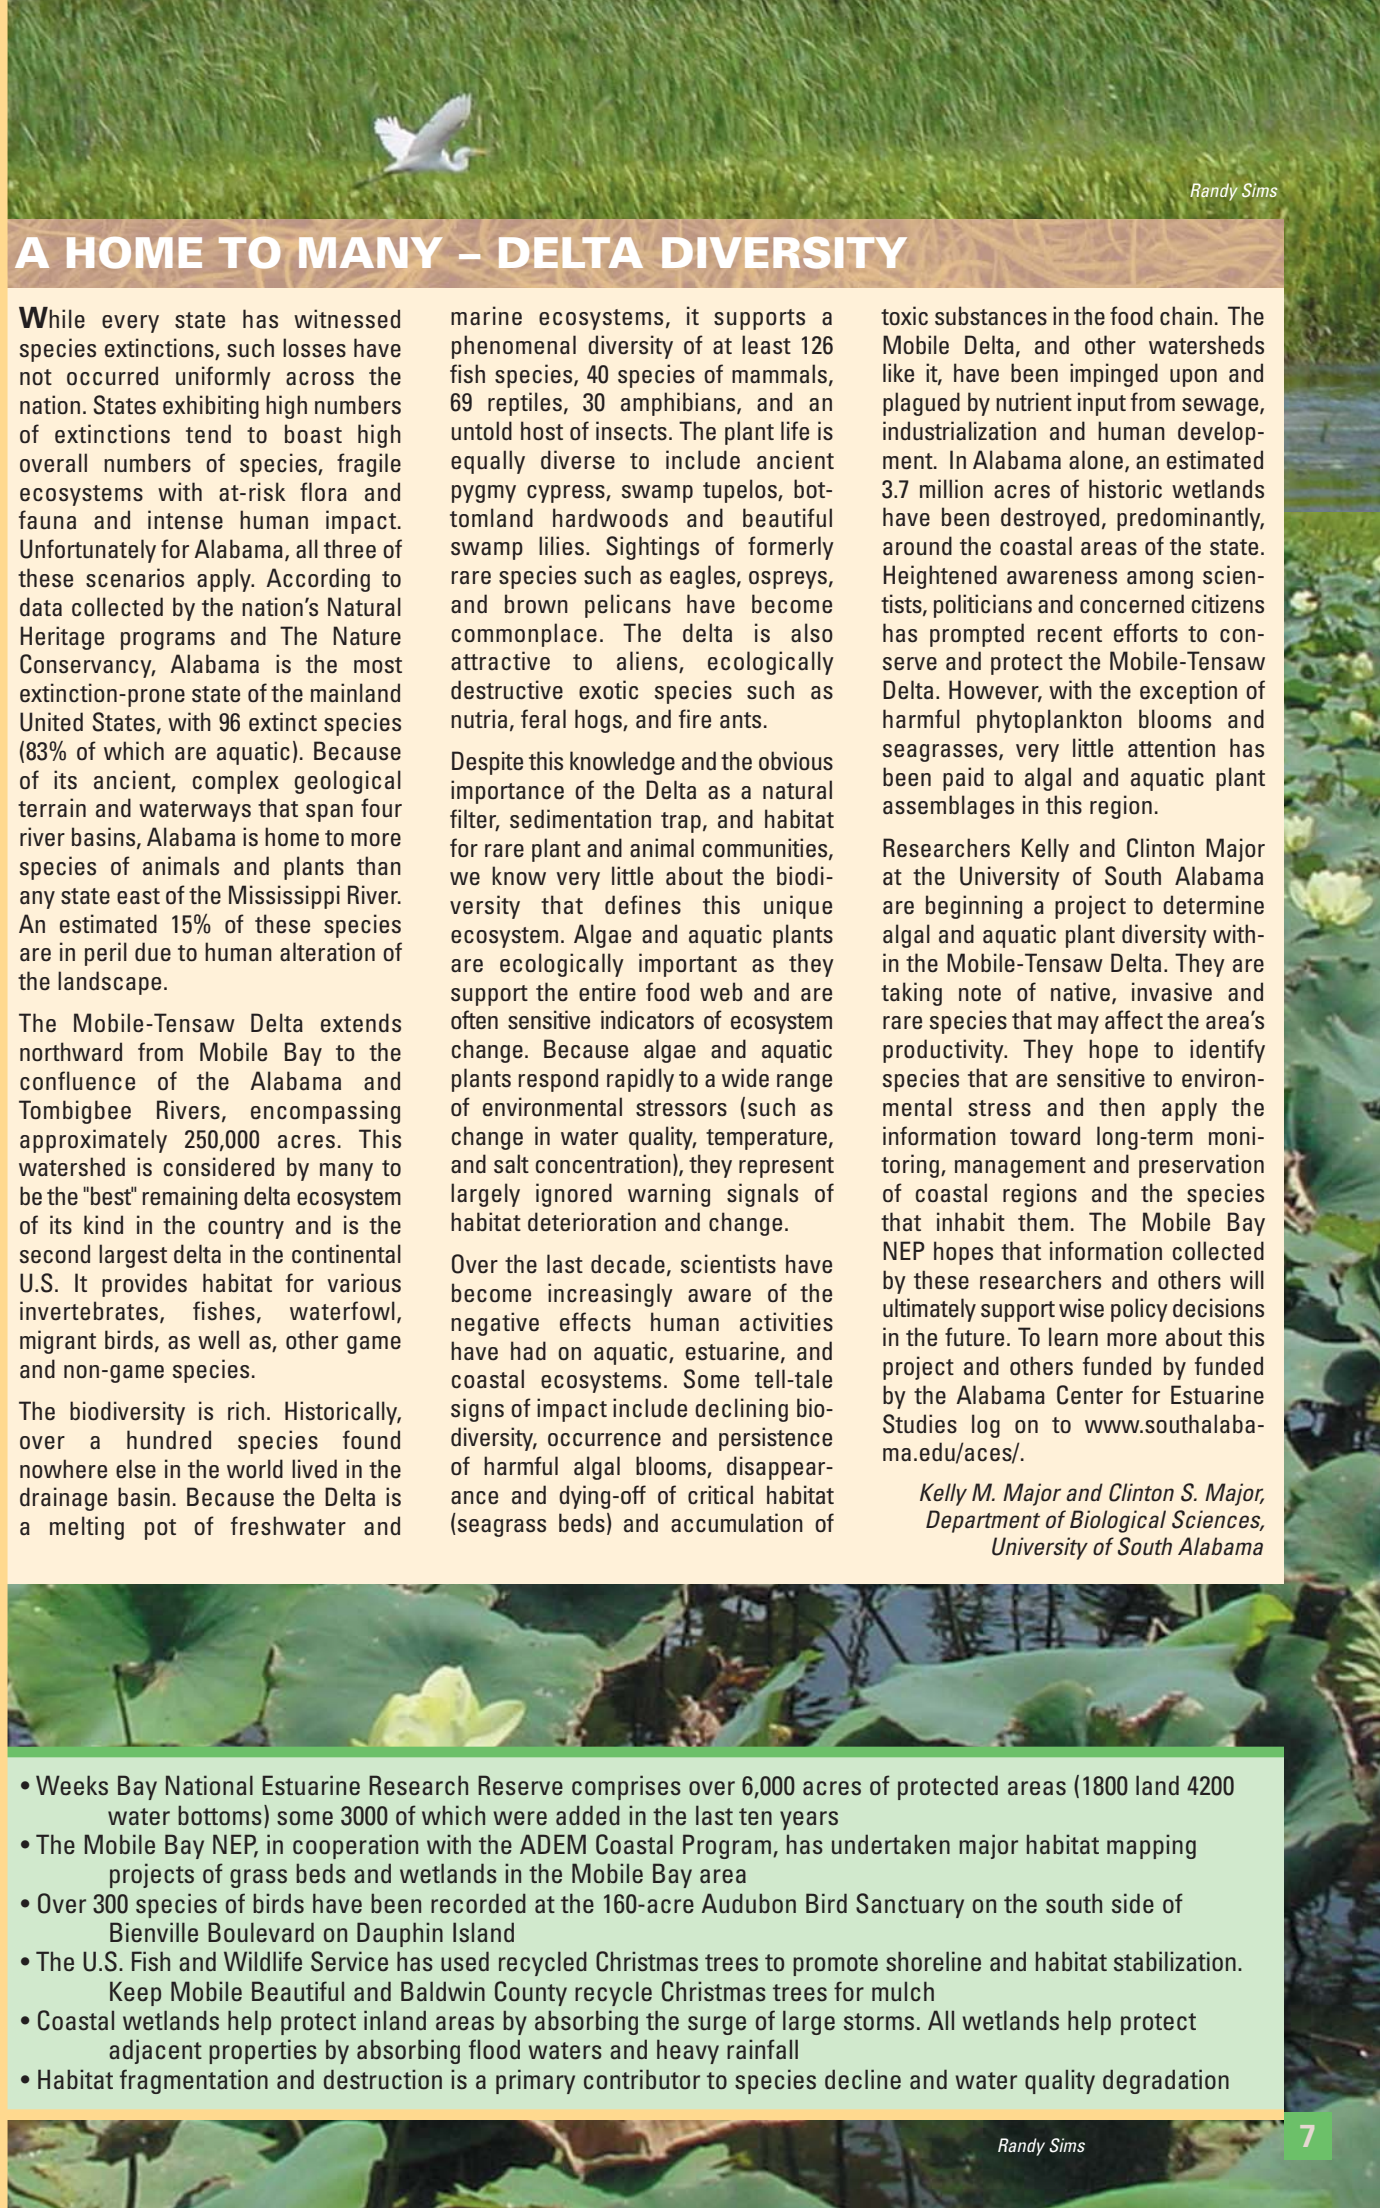 Randy Sims
A HOME TO MANY – DELTA DIVERSITY
While every state has witnessed
species extinctions, such losses have
not occurred uniformly across the
nation. States exhibiting high numbers
of extinctions tend to boast high
overall numbers of species, fragile
ecosystems with at-risk flora and
fauna and intense human impact.
Unfortunately for Alabama, all three of
these scenarios apply. According to
data collected by the nation's Natural
Heritage programs and The Nature
Conservancy, Alabama is the most
extinction-prone state of the mainland
United States, with 96 extinct species
(83% of which are aquatic). Because
of its ancient, complex geological
terrain and waterways that span four
river basins, Alabama is home to more
species of animals and plants than
any state east of the Mississippi River.
An estimated 15% of these species
are in peril due to human alteration of
the landscape.
The Mobile-Tensaw Delta extends
northward from Mobile Bay to the
confluence of the Alabama and
Tombigbee Rivers, encompassing
approximately 250,000 acres. This
watershed is considered by many to
be the "best" remaining delta ecosystem
of its kind in the country and is the
second largest delta in the continental
U.S. It provides habitat for various
invertebrates, fishes, waterfowl,
migrant birds, as well as, other game
and non-game species.
The biodiversity is rich. Historically,
over a hundred species found
nowhere else in the world lived in the
drainage basin. Because the Delta is
a melting pot of freshwater and
marine ecosystems, it supports a
phenomenal diversity of at least 126
fish species, 40 species of mammals,
69 reptiles, 30 amphibians, and an
untold host of insects. The plant life is
equally diverse to include ancient
pygmy cypress, swamp tupelos, bot-
tomland hardwoods and beautiful
swamp lilies. Sightings of formerly
rare species such as eagles, ospreys,
and brown pelicans have become
commonplace. The delta is also
attractive to aliens, ecologically
destructive exotic species such as
nutria, feral hogs, and fire ants.
Despite this knowledge and the obvious
importance of the Delta as a natural
filter, sedimentation trap, and habitat
for rare plant and animal communities,
we know very little about the biodi-
versity that defines this unique
ecosystem. Algae and aquatic plants
are ecologically important as they
support the entire food web and are
often sensitive indicators of ecosystem
change. Because algae and aquatic
plants respond rapidly to a wide range
of environmental stressors (such as
change in water quality, temperature,
and salt concentration), they represent
largely ignored warning signals of
habitat deterioration and change.
Over the last decade, scientists have
become increasingly aware of the
negative effects human activities
have had on aquatic, estuarine, and
coastal ecosystems. Some tell-tale
signs of impact include declining bio-
diversity, occurrence and persistence
of harmful algal blooms, disappear-
ance and dying-off of critical habitat
(seagrass beds) and accumulation of
toxic substances in the food chain. The
Mobile Delta, and other watersheds
like it, have been impinged upon and
plagued by nutrient input from sewage,
industrialization and human develop-
ment. In Alabama alone, an estimated
3.7 million acres of historic wetlands
have been destroyed, predominantly,
around the coastal areas of the state.
Heightened awareness among scien-
tists, politicians and concerned citizens
has prompted recent efforts to con-
serve and protect the Mobile-Tensaw
Delta. However, with the exception of
harmful phytoplankton blooms and
seagrasses, very little attention has
been paid to algal and aquatic plant
assemblages in this region.
Researchers Kelly and Clinton Major
at the University of South Alabama
are beginning a project to determine
algal and aquatic plant diversity with-
in the Mobile-Tensaw Delta. They are
taking note of native, invasive and
rare species that may affect the area's
productivity. They hope to identify
species that are sensitive to environ-
mental stress and then apply the
information toward long-term moni-
toring, management and preservation
of coastal regions and the species
that inhabit them. The Mobile Bay
NEP hopes that information collected
by these researchers and others will
ultimately support wise policy decisions
in the future. To learn more about this
project and others funded by funded
by the Alabama Center for Estuarine
Studies log on to www.southalaba-
ma.edu/aces/.
Kelly M. Major and Clinton S. Major,
Department of Biological Sciences,
University of South Alabama
• Weeks Bay National Estuarine Research Reserve comprises over 6,000 acres of protected areas (1800 land 4200
water bottoms) some 3000 of which were added in the last ten years
• The Mobile Bay NEP, in cooperation with the ADEM Coastal Program, has undertaken major habitat mapping
projects of grass beds and wetlands in the Mobile Bay area
• Over 300 species of birds have been recorded at the 160-acre Audubon Bird Sanctuary on the south side of
Bienville Boulevard on Dauphin Island
• The U.S. Fish and Wildlife Service has used recycled Christmas trees to promote shoreline and habitat stabilization.
Keep Mobile Beautiful and Baldwin County recycle Christmas trees for mulch
• Coastal wetlands help protect inland areas by absorbing the surge of large storms. All wetlands help protect
adjacent properties by absorbing flood waters and heavy rainfall
• Habitat fragmentation and destruction is a primary contributor to species decline and water quality degradation
Randy Sims
7